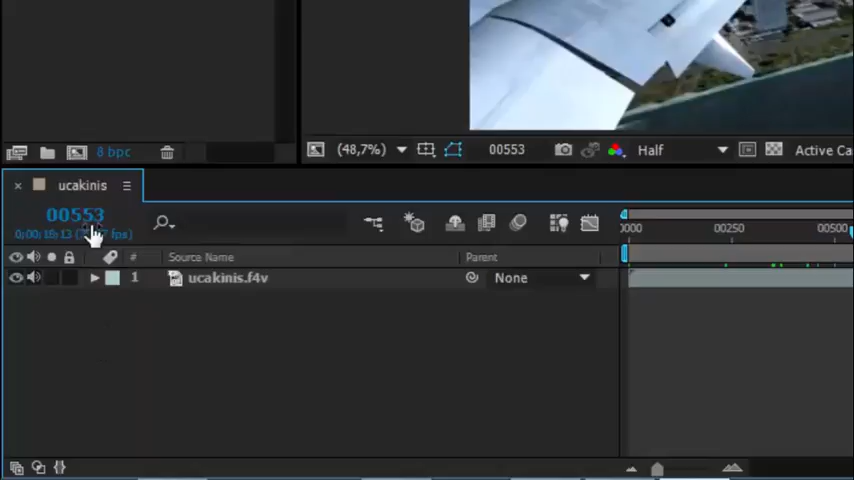 8 bpc
(48,7%)
00553
Half
Active Ca
ucakinis
00553
0000
00250
00500
#
Source Name
Parent
1
ucakinis.f4v
None